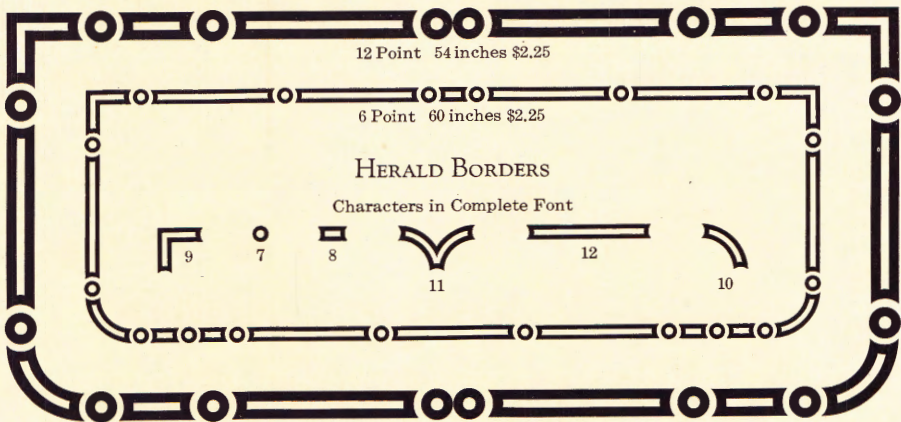 12 Point 54 inches $2.25
6 Point 60 inches $2.25
Herald Borders
Characters in Complete Font
9 7 8 11 12 10